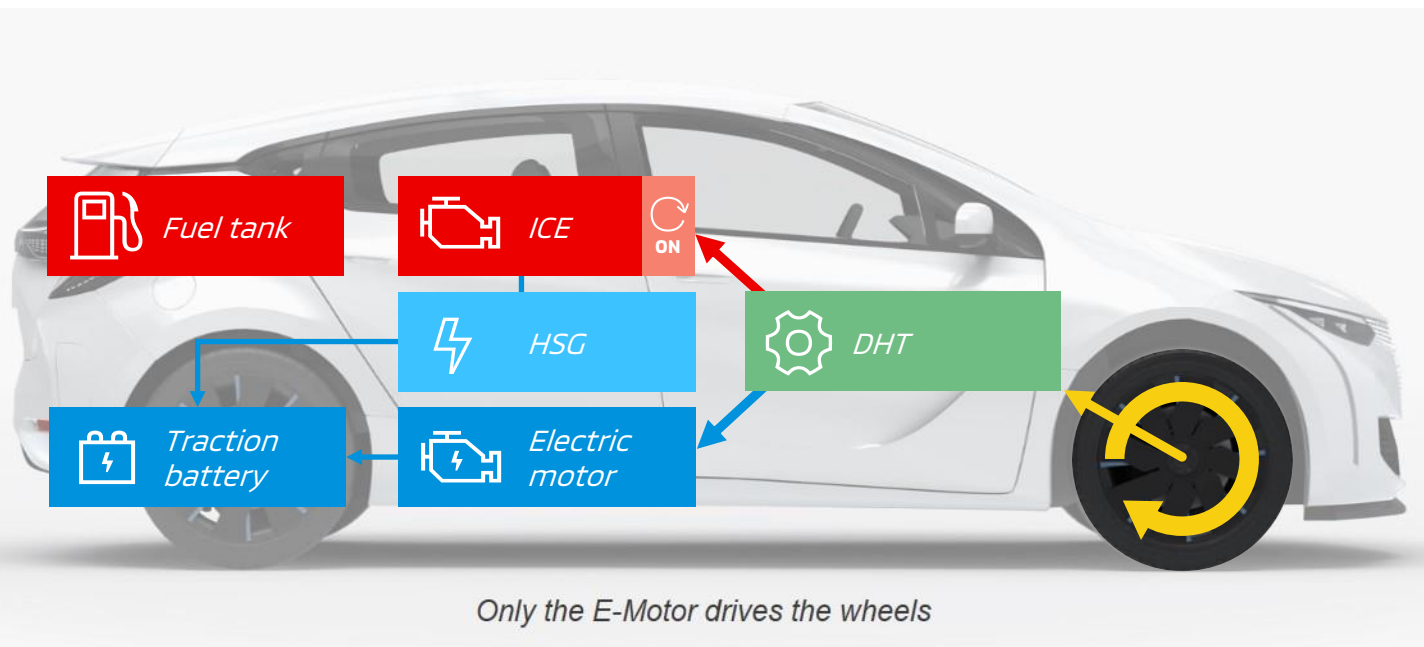 Fuel tank
ICE
ON
HSG
DHT
Traction
battery
Electric
motor
Only the E-Motor drives the wheels